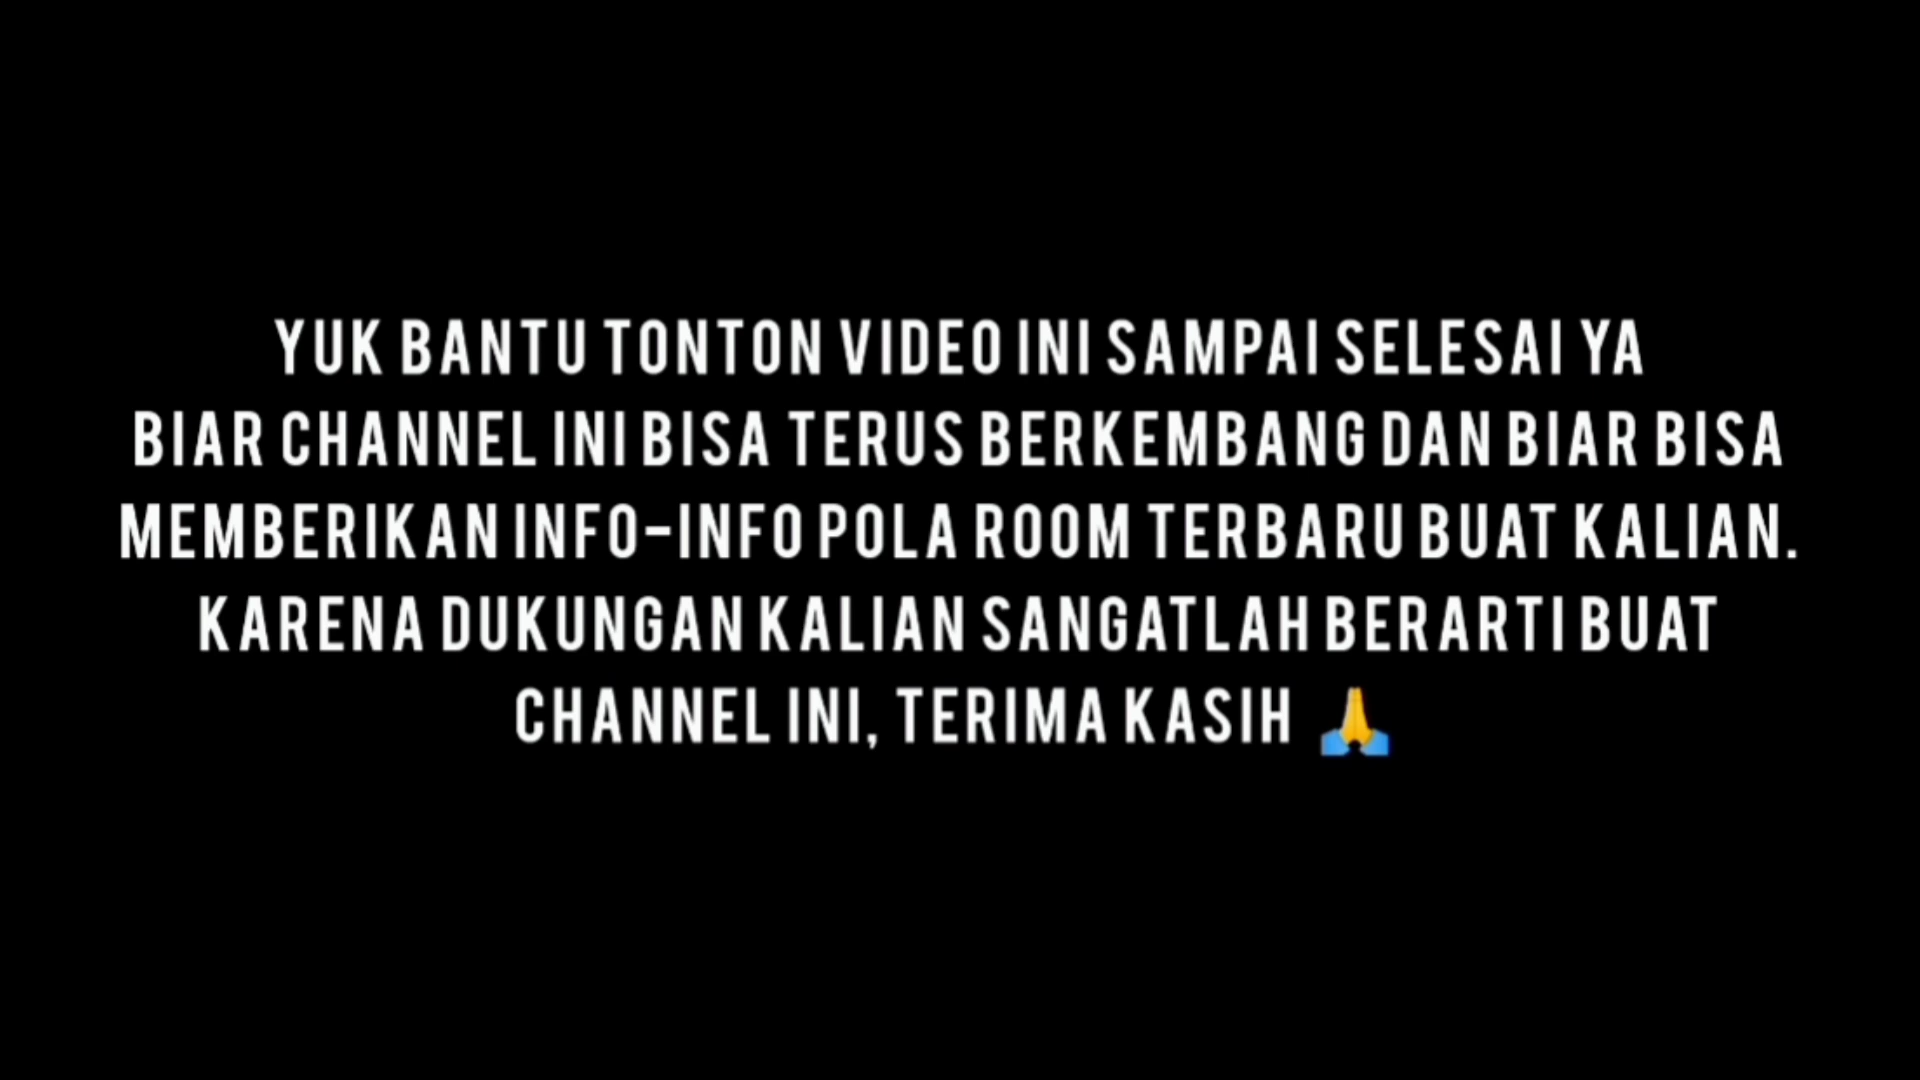 YUK BANTU TONTON VIDEO INI SAMPAI SELESAI YA
BIAR CHANNEL INI BISA TERUS BERKEMBANG DAN BIAR BISA
MEMBERIKAN INFO-INFO POLA ROOM TERBARU BUAT KALIAN.
KARENA DUKUNGAN KALIAN SANGATLAH BERARTI BUAT
CHANNEL INI, TERIMA KASIH 🙏